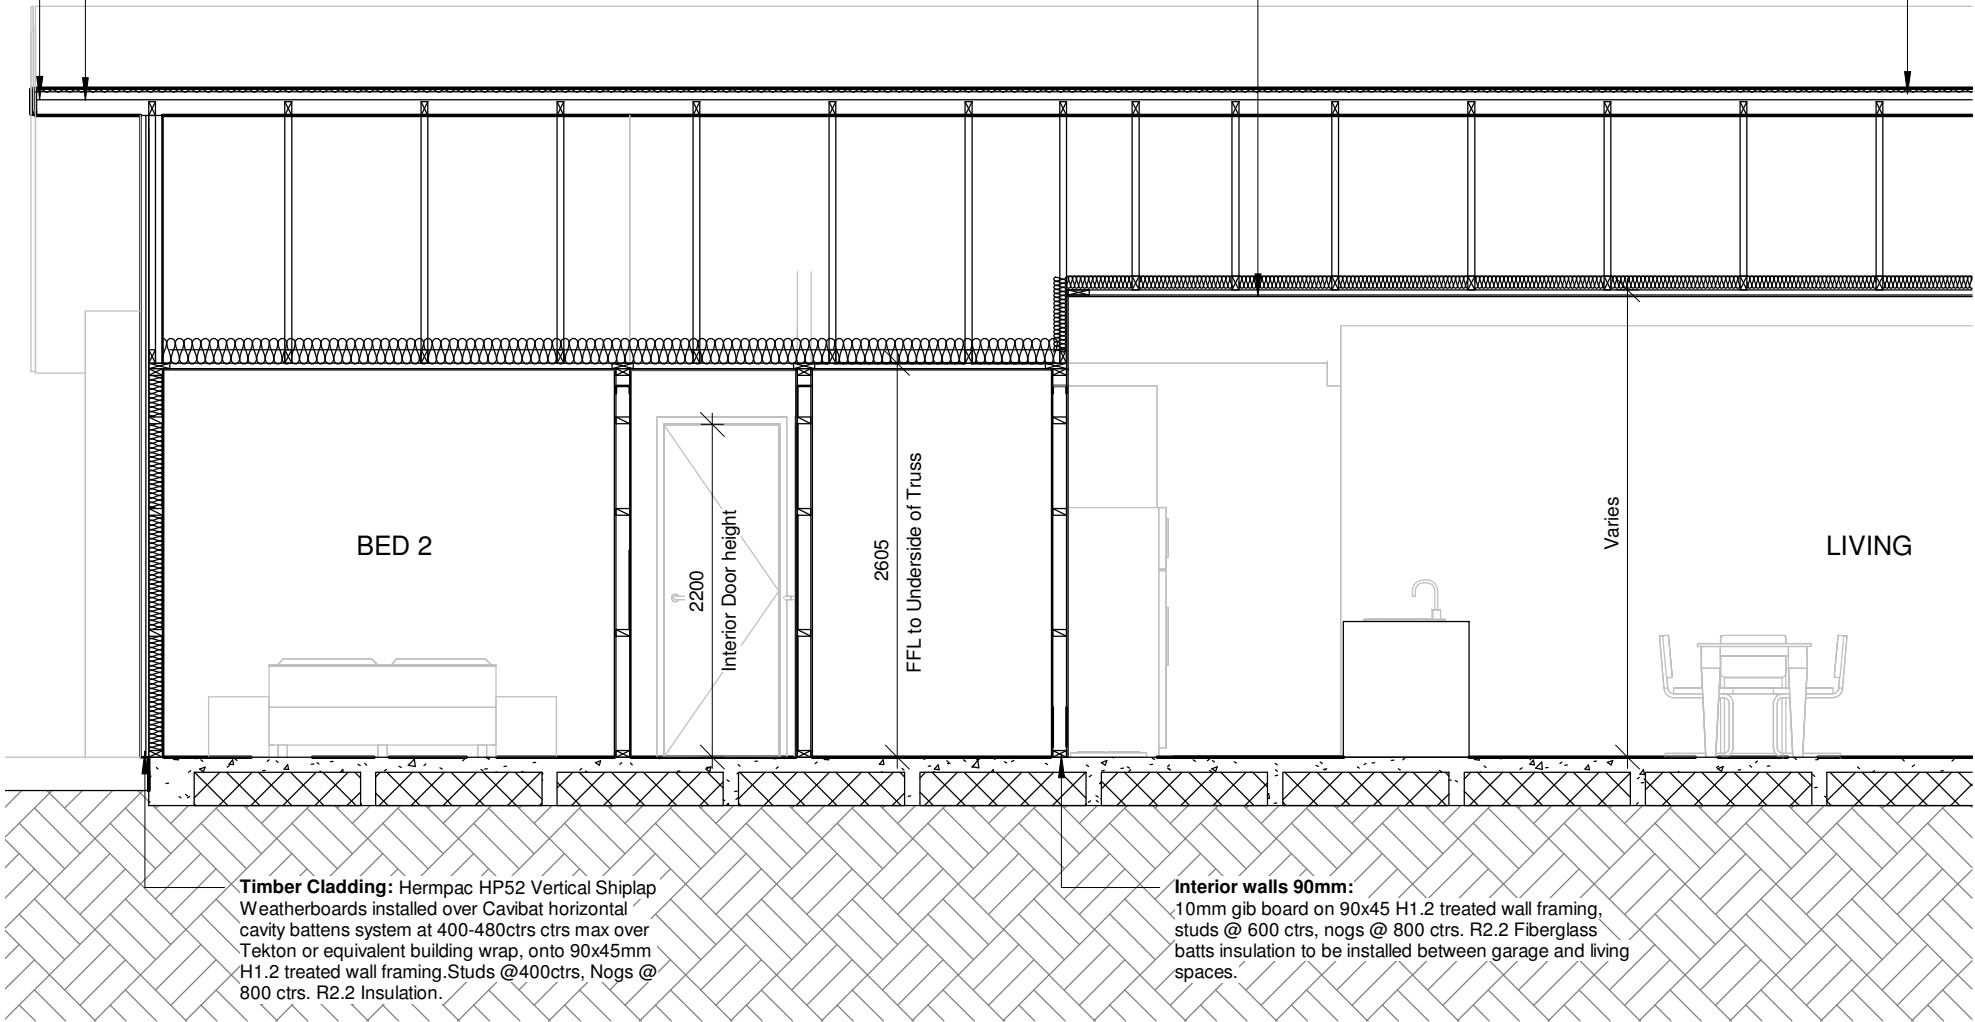 BED 2
2200
Interior Door height
2605
FFL to Underside of Truss
Varies
LIVING
Timber Cladding: Hermpac HP52 Vertical Shiplap
Weatherboards installed over Cavibat horizontal
cavity battens system at 400-480ctrs ctrs max over
Tekton or equivalent building wrap, onto 90x45mm
H1.2 treated wall framing.Studs @400ctrs, Nogs @
800 ctrs. R2.2 Insulation.
Interior walls 90mm:
10mm gib board on 90x45 H1.2 treated wall framing,
studs @ 600 ctrs, nogs @ 800 ctrs. R2.2 Fiberglass
batts insulation to be installed between garage and living
spaces.